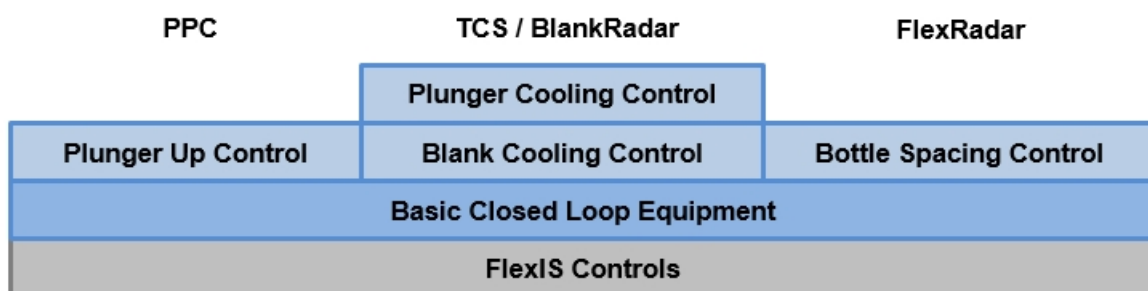 PPC
TCS / BlankRadar
FlexRadar
Plunger Cooling Control
Plunger Up Control
Blank Cooling Control
Bottle Spacing Control
Basic Closed Loop Equipment
FlexIS Controls